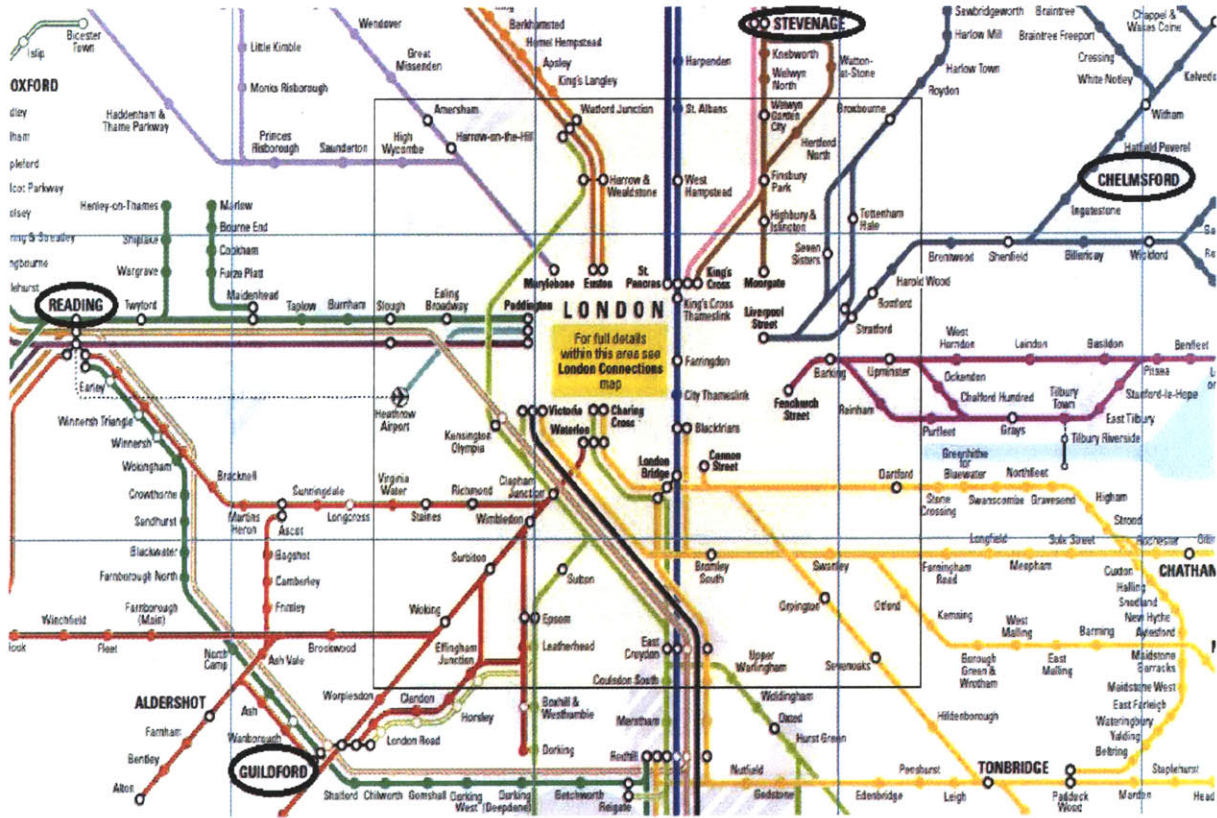 Bicester
Town
Islip
OXFORD
Wendover
Little Kimble
Great
Missenden
Monks Risborough
Haddenham &
Thame Parkway
Princes
Risborough
Saunderton
High
Wycombe
Amersham
Harrow-on-the-Hill
Berkhamsted
Hemel Hempstead
Apsley
King's Langley
Watford Junction
Harrow &
Wealdstone
Harpenden
St. Albans
West
Hampstead
STEVENAGE
Knebworth
Welwyn
North
Welwyn
Garden
City
Watton-
at-Stone
Hertford
North
Finsbury
Park
Highbury &
Islington
Moorgate
Broxbourne
Sawbridgeworth
Harlow Mill
Harlow Town
Roydon
Tottenham
Hale
Seven
Sisters
Braintree
Braintree Freeport
Cressing
White Notley
Chappel &
Wakes Colne
Witham
Hatfield Peverel
CHELMSFORD
Ingatestone
Brentwood
Shenfield
Billericay
Wickford
Harold Wood
Romford
Stratford
Liverpool
Street
Henley-on-Thames
Shiplake
Wargrave
Marlow
Bourne End
Cookham
Furze Platt
Maidenhead
READING
Twyford
Taplow
Burnham
Slough
Ealing
Broadway
Paddington
Marylebone
Euston
St.
Pancras
King's
Cross
King's Cross
Thameslink
LONDON
For full details
within this area see
London Connections
map
Farringdon
City Thameslink
Blackfriars
Barking
Upminster
West
Horndon
Laindon
Basildon
Pitsea
Benfleet
Ockendon
Chafford Hundred
Tilbury
Town
Stanford-le-Hope
East Tilbury
Fenchurch
Street
Rainham
Purfleet
Grays
Tilbury Riverside
Earley
Winnersh Triangle
Winnersh
Wokingham
Heathrow
Airport
Kensington
Olympia
Victoria
Charing
Cross
Waterloo
Clapham
Junction
London
Bridge
Cannon
Street
Bracknell
Martins
Heron
Sunningdale
Ascot
Longcross
Virginia
Water
Staines
Richmond
Wimbledon
Crowthorne
Sandhurst
Blackwater
Farnborough North
Bagshot
Camberley
Frimley
Surbiton
Sutton
Epsom
Leatherhead
Dartford
Stone
Crossing
Greenhithe
for
Bluewater
Swanscombe
Northfleet
Gravesend
Higham
Strood
Rochester
CHATHAM
Bromley
South
Swanley
Farningham
Road
Longfield
Meopham
Sole Street
Cuxton
Halling
Snodland
New Hythe
Aylesford
Maidstone
Barracks
Maidstone West
East Farleigh
Wateringbury
Yalding
Beltring
Orpington
Otford
Kemsing
Borough
Green &
Wrotham
West
Malling
East
Malling
Barming
Sevenoaks
Hildenborough
Winchfield
Fleet
Farnborough
(Main)
North
Camp
Ash Vale
Brookwood
Woking
Effingham
Junction
Worplesdon
Clandon
Horsley
London Road
Boxhill &
Westhumble
Dorking
ALDERSHOT
Farnham
Bentley
Alton
Ash
Wanborough
GUILDFORD
Shalford
Chilworth
Gomshall
Dorking
West
Dorking
(Deepdene)
Betchworth
Reigate
East
Croydon
Coulsdon South
Merstham
Redhill
Upper
Warlingham
Woldingham
Oxted
Hurst Green
Nutfield
Godstone
Edenbridge
Penshurst
Leigh
TONBRIDGE
Paddock
Wood
Marden
Staplehurst